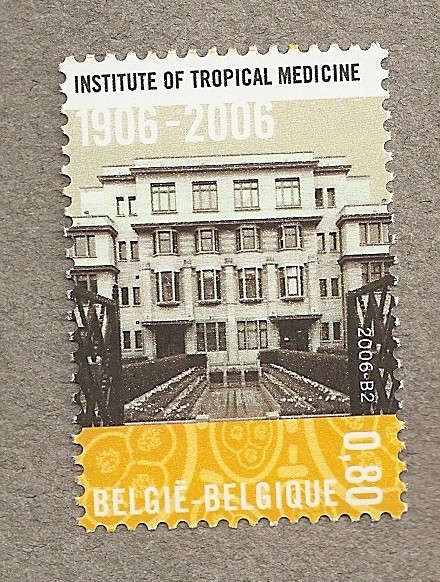 INSTITUTE OF TROPICAL MEDICINE
1906-2006
2006-B2
0,80
BELGIË-BELGIQUE